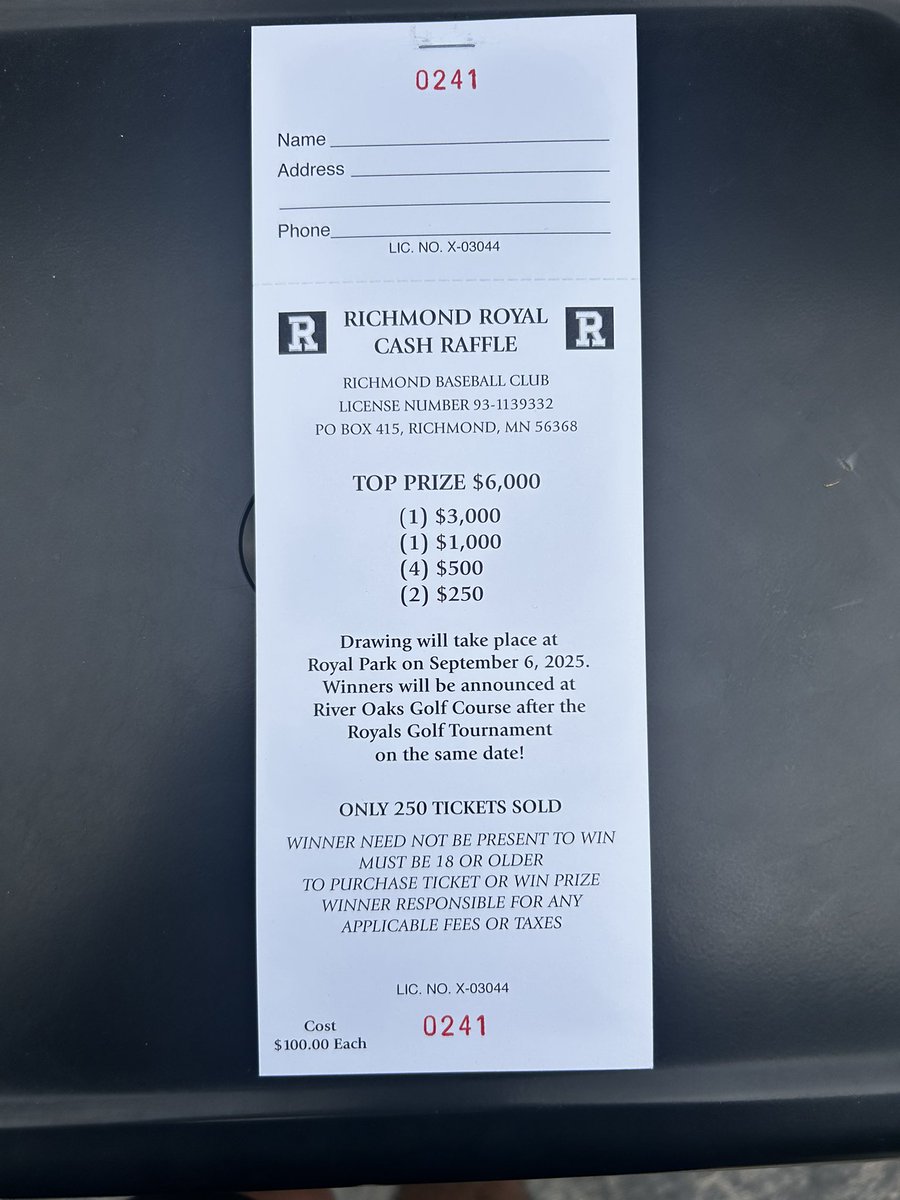 0241
Name
Address
Phone
LIC. NO. X-03044
R RICHMOND ROYAL R
CASH RAFFLE
RICHMOND BASEBALL CLUB
LICENSE NUMBER 93-1139332
PO BOX 415, RICHMOND, MN 56368
TOP PRIZE $6,000
(1) $3,000
(1) $1,000
(4) $500
(2) $250
Drawing will take place at
Royal Park on September 6, 2025.
Winners will be announced at
River Oaks Golf Course after the
Royals Golf Tournament
on the same date!
ONLY 250 TICKETS SOLD
WINNER NEED NOT BE PRESENT TO WIN
MUST BE 18 OR OLDER
TO PURCHASE TICKET OR WIN PRIZE
WINNER RESPONSIBLE FOR ANY
APPLICABLE FEES OR TAXES
LIC. NO. X-03044
Cost
$100.00 Each
0241